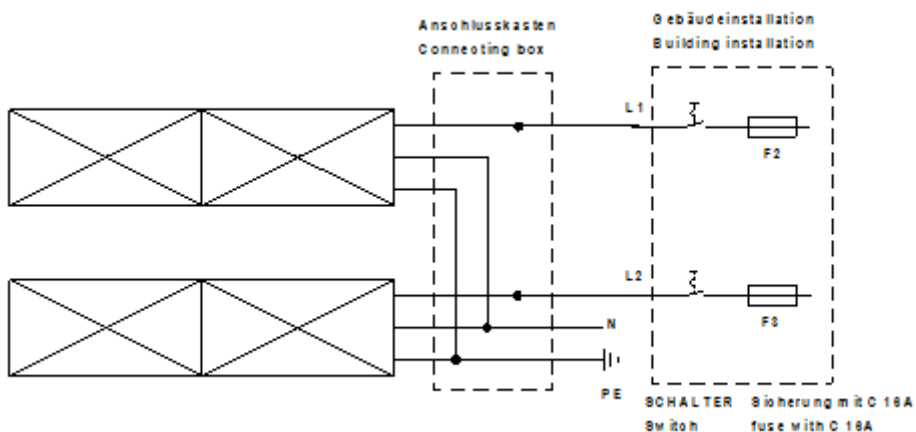 Anschlusskasten
Connecting box
Gebäudeinstallation
Building installation
L1
F2
L2
F3
N
PE
SCHALTER
Switch
Sicherung mit C 16A
fuse with C 16A